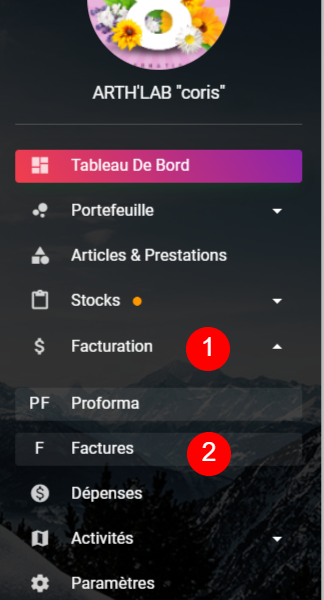 ARTH'LAB "coris"
Tableau De Bord
Portefeuille
Articles & Prestations
Stocks
$ Facturation 1
PF Proforma
F Factures 2
$ Dépenses
Activités
Paramètres